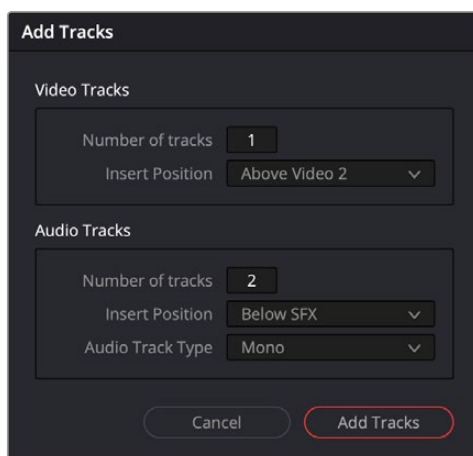 Add Tracks
Video Tracks
Number of tracks 1
Insert Position Above Video 2
Audio Tracks
Number of tracks 2
Insert Position Below SFX
Audio Track Type Mono
Cancel Add Tracks